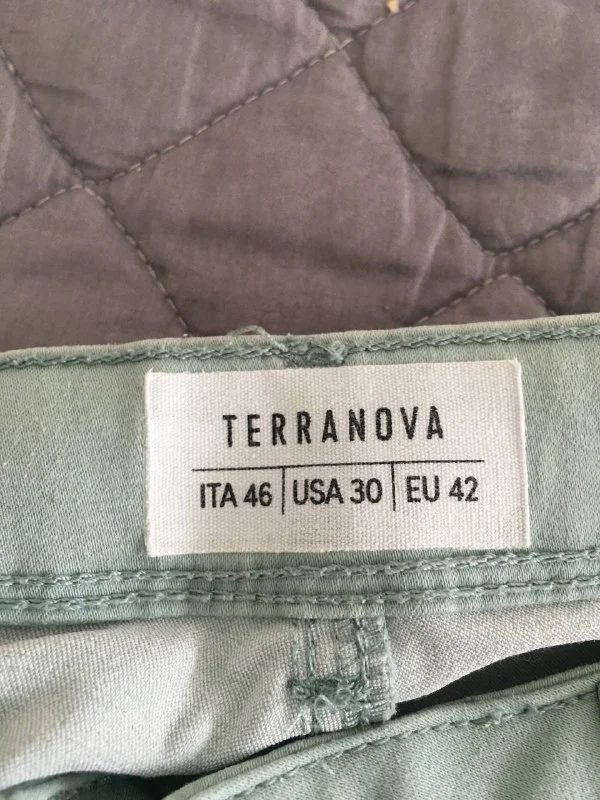 TERRANOVA
ITA 46 | USA 30 | EU 42